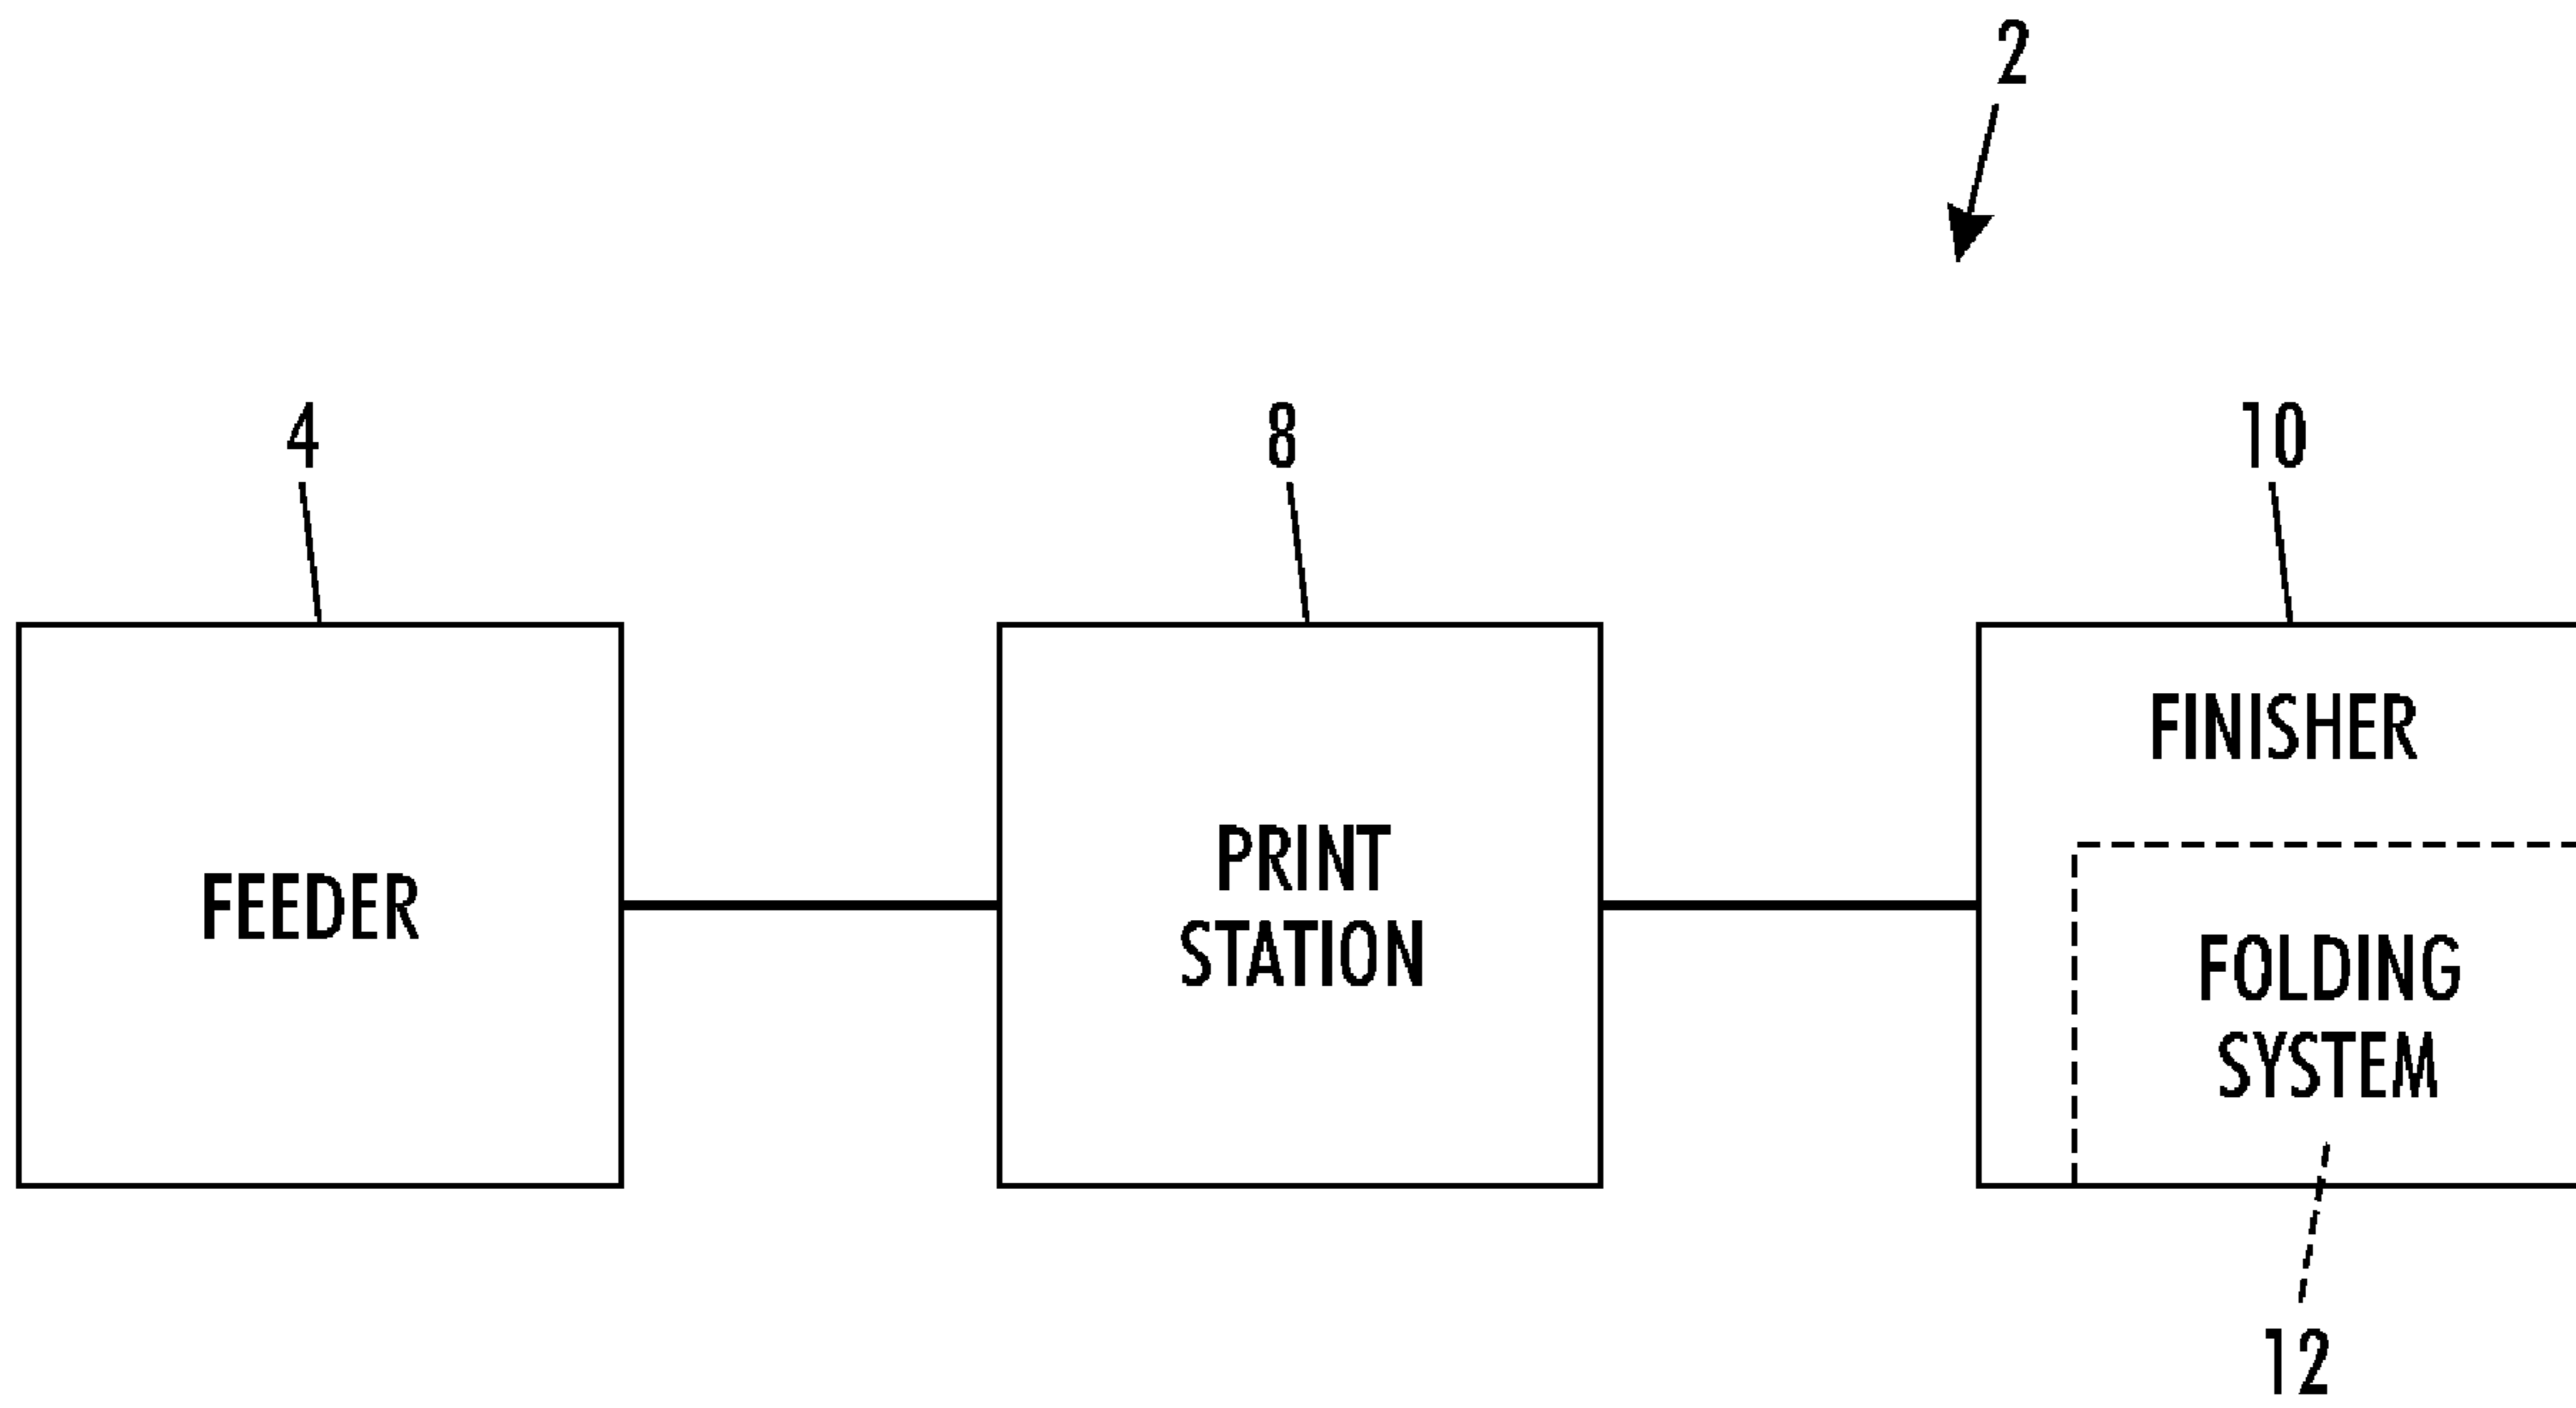 2
4
8
10
FEEDER
PRINT
STATION
FINISHER
FOLDING
SYSTEM
12